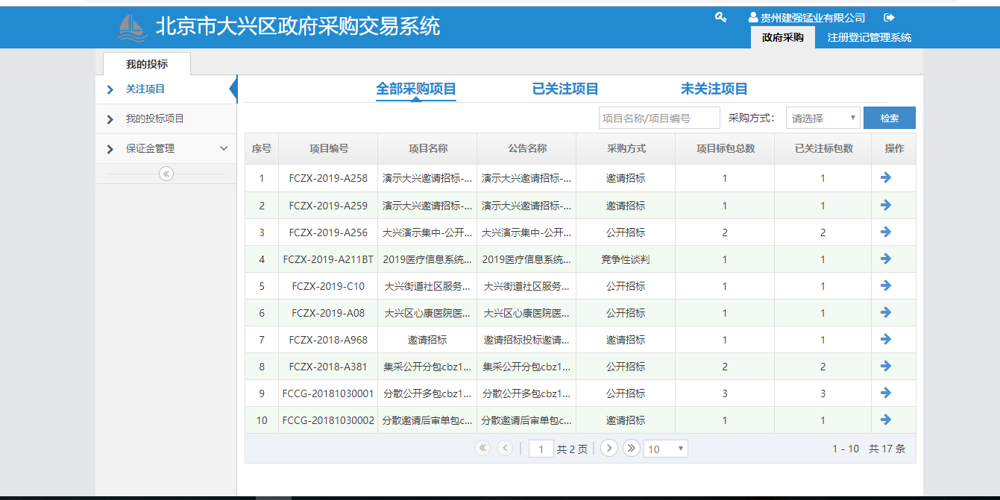 北京市大兴区政府采购交易系统
贵州建强锰业有限公司
政府采购 注册登记管理系统
我的投标
关注项目
我的投标项目
保证金管理
全部采购项目 已关注项目 未关注项目
项目名称/项目编号 采购方式： 请选择 检索
序号 项目编号 项目名称 公告名称 采购方式 项目标包总数 已关注标包数 操作
1 FCZX-2019-A258 演示大兴邀请招标-... 演示大兴邀请招标-... 邀请招标 1 1
2 FCZX-2019-A259 演示大兴邀请招标-... 演示大兴邀请招标-... 邀请招标 1 1
3 FCZX-2019-A256 大兴演示集中-公开... 大兴演示集中-公开... 公开招标 2 2
4 FCZX-2019-A211BT 2019医疗信息系统... 2019医疗信息系统... 竞争性谈判 1 1
5 FCZX-2019-C10 大兴街道社区服务... 大兴街道社区服务... 公开招标 1 1
6 FCZX-2019-A08 大兴区心康医院医... 大兴区心康医院医... 公开招标 1 1
7 FCZX-2018-A968 邀请招标 邀请招标投标邀请... 邀请招标 1 1
8 FCZX-2018-A381 集采公开分包cbz1... 集采公开分包cbz1... 公开招标 2 2
9 FCCG-20181030001 分散公开多包cbz1... 分散公开多包cbz1... 公开招标 3 3
10 FCCG-20181030002 分散邀请后审单包c... 分散邀请后审单包c... 邀请招标 1 1
1 共 2 页 10 1 - 10 共 17 条